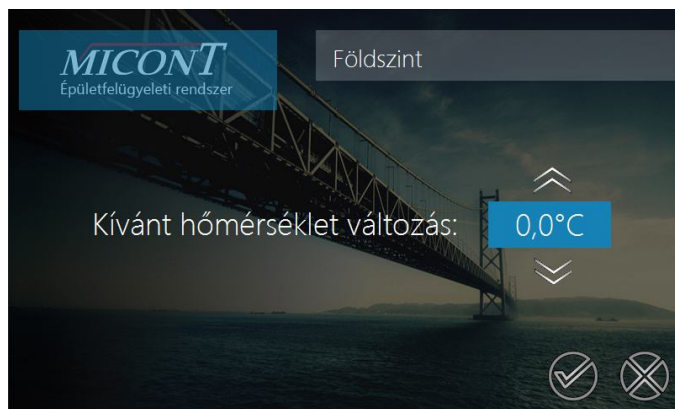 MICONT
Épületfelügyeleti rendszer
Földszint
Kívánt hőmérséklet változás:
0,0°C